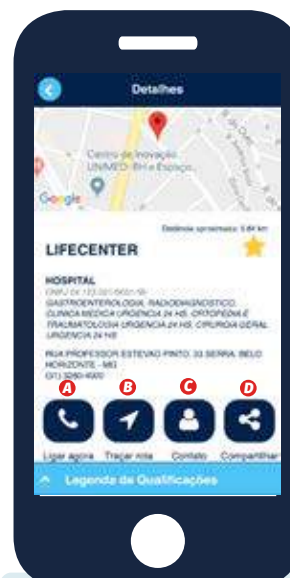 Detalhes
Centro de Inovação
UNIMED-BH e Espaço...
Google
Distância aproximada: 0.84 km
LIFECENTER
HOSPITAL
GASTROENTEROLOGIA, RADIODIAGNOSTICO,
CLINICA MEDICA URGENCIA 24 HS, ORTOPEDIA E
TRAUMATOLOGIA URGENCIA 24 HS, CIRURGIA GERAL
URGENCIA 24 HS
RUA PROFESSOR ESTEVAO PINTO, 33 SERRA, BELO
HORIZONTE - MG
A B C D
Ligar agora Traçar rota Contato Compartilhar
Legenda de Qualificações